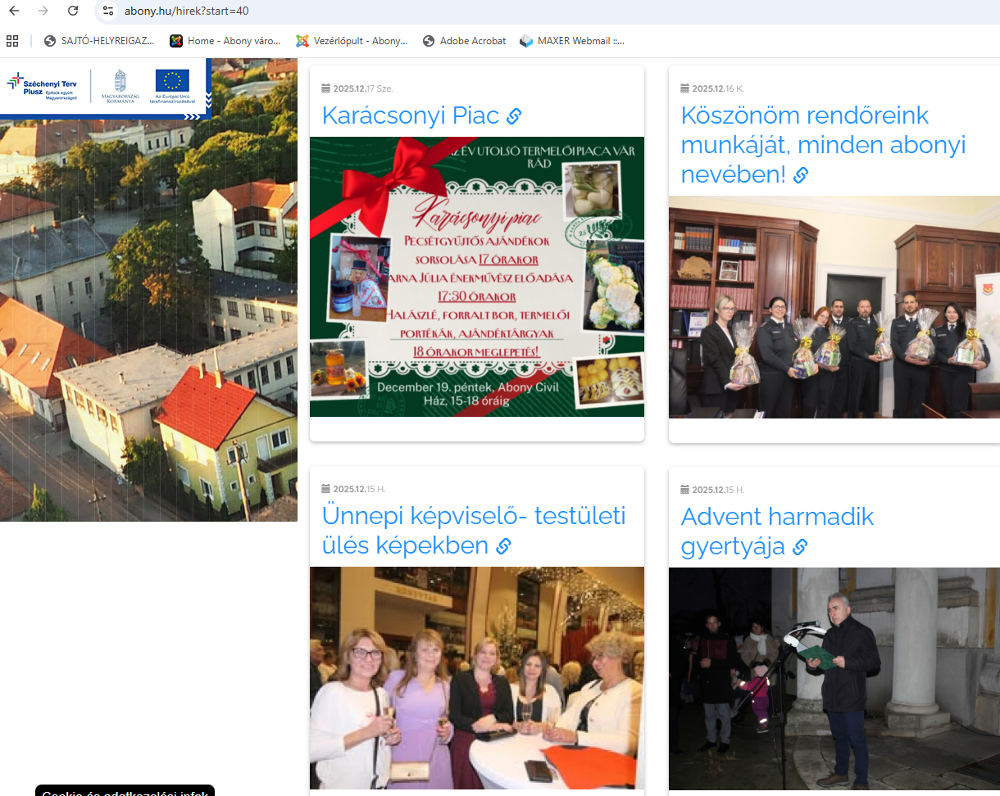 abony.hu/hirek?start=40
SAJTÓ-HELYREIGAZ...
Home - Abony váro...
Vezérlőpult - Abony...
Adobe Acrobat
MAXER Webmail ::...
Széchenyi Terv
Plusz
Építsük együtt
Magyarországot!
MAGYARORSZÁG
KORMÁNYA
Az Európai Unió
társfinanszírozásával
2025.12.17 Sze.
Karácsonyi Piac
Z ÉV UTOLSÓ TERMELŐI PIACA VÁR
RÁD
Karácsonyi piac
PECSÉTGYŰJTŐS AJÁNDÉKOK
SORSOLÁSA 17 ÓRAKOR
ARNA JÚLIA ÉNEKMŰVÉSZ ELŐADÁSA
17:30 ÓRAKOR
HALÁSZLÉ, FORRALT BOR, TERMELŐI
PORTÉKÁK, AJÁNDÉKTÁRGYAK
18 ÓRAKOR MEGLEPETÉS!
December 19. péntek, Abony Civil
Ház, 15-18 óráig
2025.12.16 K.
Köszönöm rendőreink
munkáját, minden abonyi
nevében!
2025.12.15 H.
Ünnepi képviselő- testületi
ülés képekben
KÖNYVTÁR
2025.12.15 H.
Advent harmadik
gyertyája
Cookie és adatkezelési infok